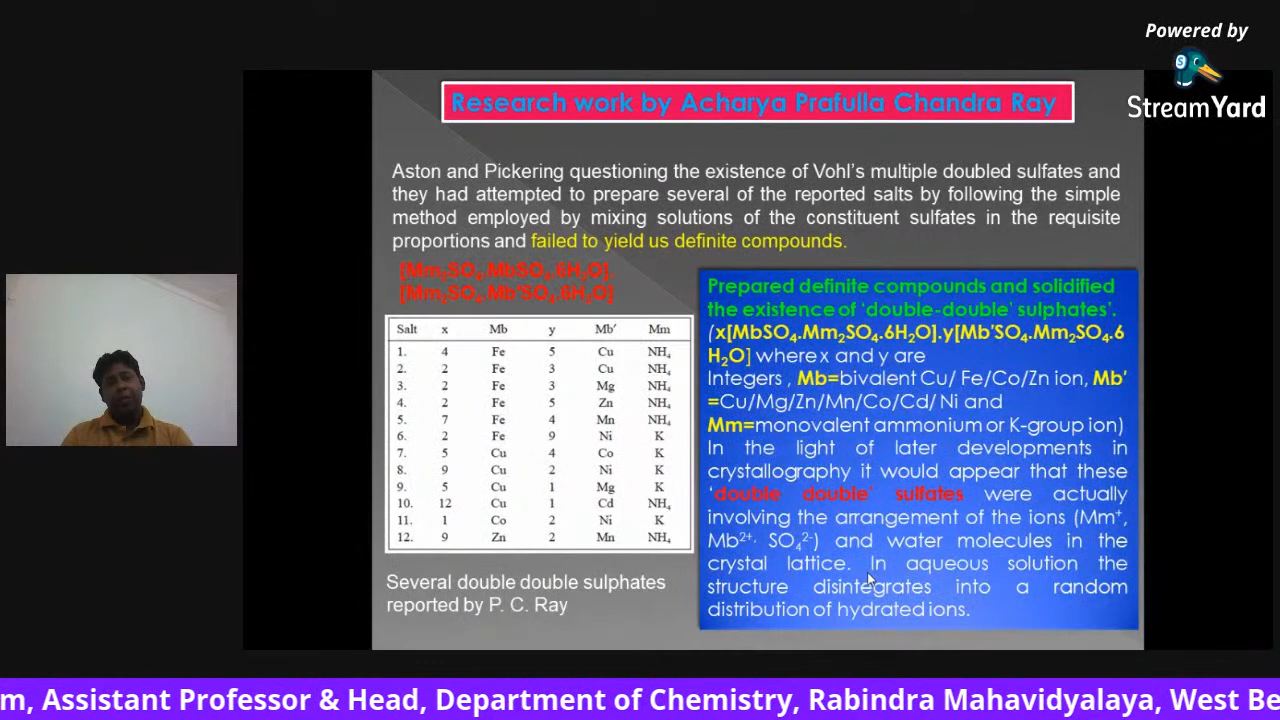 Powered by
StreamYard
Research work by Acharya Prafulla Chandra Ray
Aston and Pickering questioning the existence of Vohl's multiple doubled sulfates and
they had attempted to prepare several of the reported salts by following the simple
method employed by mixing solutions of the constituent sulfates in the requisite
proportions and failed to yield us definite compounds.
[Mm₂SO₄.MbSO₄.6H₂O].
[Mm₂SO₄.Mb'SO₄.6H₂O]
Salt x Mb y Mb′ Mm
1. 4 Fe 5 Cu NH₄
2. 2 Fe 3 Cu NH₄
3. 2 Fe 3 Mg NH₄
4. 2 Fe 5 Zn NH₄
5. 7 Fe 4 Mn NH₄
6. 2 Fe 9 Ni K
7. 5 Cu 4 Co K
8. 9 Cu 2 Ni K
9. 5 Cu 1 Mg K
10. 12 Cu 1 Cd NH₄
11. 1 Co 2 Ni K
12. 9 Zn 2 Mn NH₄
Several double double sulphates
reported by P. C. Ray
Prepared definite compounds and solidified
the existence of 'double-double' sulphates'.
(x[MbSO₄.Mm₂SO₄.6H₂O].y[Mb'SO₄.Mm₂SO₄.6
H₂O] where x and y are
Integers , Mb=bivalent Cu/ Fe/Co/Zn ion, Mb'
=Cu/Mg/Zn/Mn/Co/Cd/ Ni and
Mm=monovalent ammonium or K-group ion)
In the light of later developments in
crystallography it would appear that these
'double double' sulfates were actually
involving the arrangement of the ions (Mm⁺,
Mb²⁺, SO₄²⁻) and water molecules in the
crystal lattice. In aqueous solution the
structure disintegrates into a random
distribution of hydrated ions.
m, Assistant Professor & Head, Department of Chemistry, Rabindra Mahavidyalaya, West Be